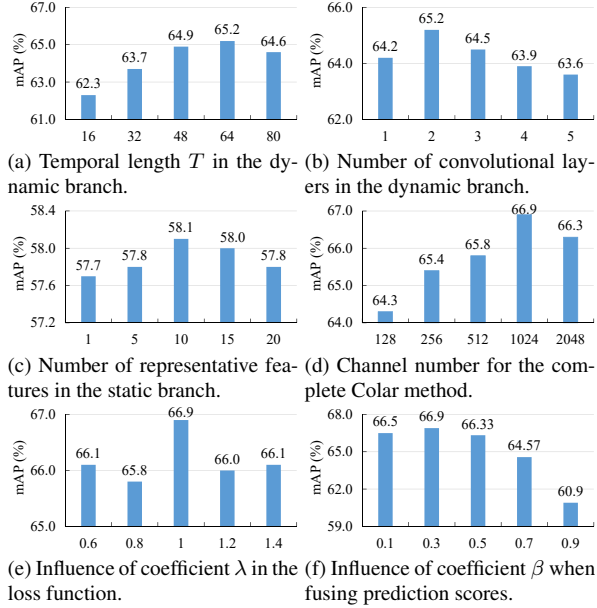 67.0
65.0
63.0
61.0
mAP (%)
62.3
63.7
64.9
65.2
64.6
16 32 48 64 80
(a) Temporal length T in the dy-
namic branch.
66.0
64.0
62.0
mAP (%)
64.2
65.2
64.5
63.9
63.6
1 2 3 4 5
(b) Number of convolutional lay-
ers in the dynamic branch.
58.4
58.0
57.6
57.2
mAP (%)
57.7
57.8
58.1
58.0
57.8
1 5 10 15 20
(c) Number of representative fea-
tures in the static branch.
67.0
66.0
65.0
64.0
mAP (%)
64.3
65.4
65.8
66.9
66.3
128 256 512 1024 2048
(d) Channel number for the com-
plete Colar method.
67.0
66.0
65.0
mAP (%)
66.1
65.8
66.9
66.0
66.1
0.6 0.8 1 1.2 1.4
(e) Influence of coefficient λ in the
loss function.
68.0
65.0
62.0
59.0
mAP (%)
66.5
66.9
66.33
64.57
60.9
0.1 0.3 0.5 0.7 0.9
(f) Influence of coefficient β when
fusing prediction scores.